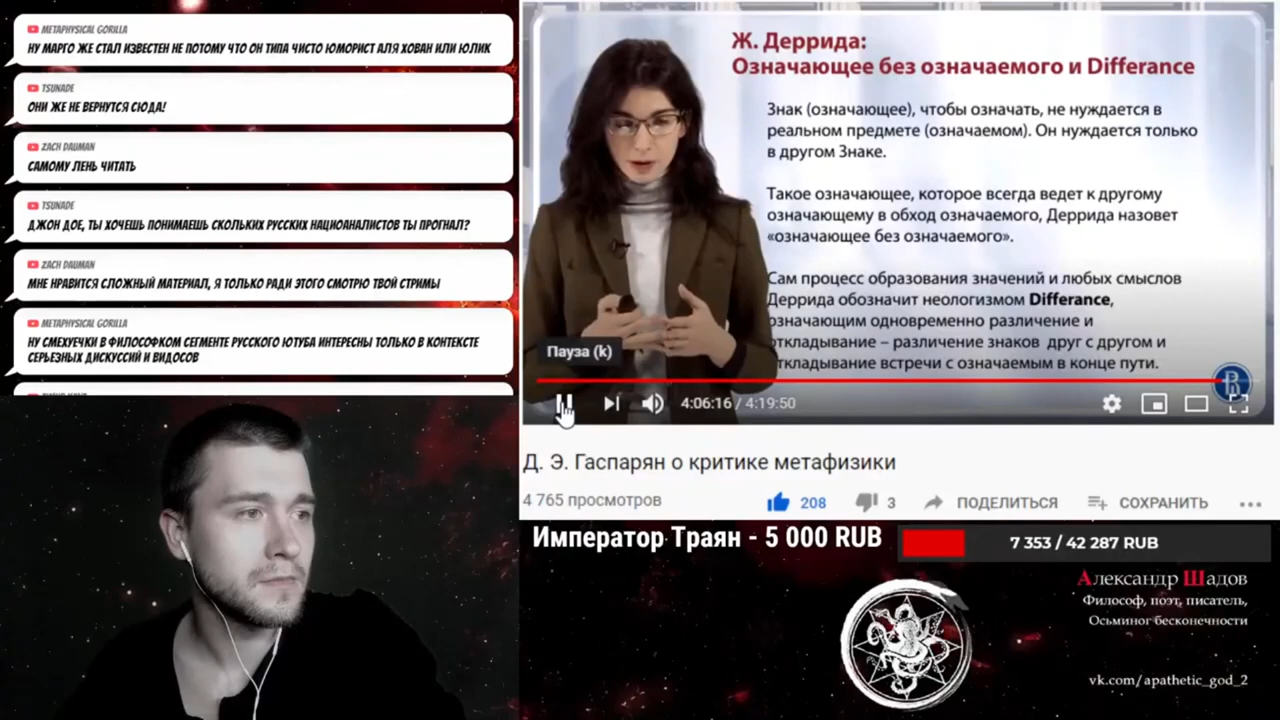 METAPHYSICAL GORILLA
НУ МАРГО ЖЕ СТАЛ ИЗВЕСТЕН НЕ ПОТОМУ ЧТО ОН ТИПА ЧИСТО ЮМОРИСТ АЛЯ ХОВАН ИЛИ ЮЛИК
TSUNADE
ОНИ ЖЕ НЕ ВЕРНУТСЯ СЮДА!
ZACH DAUMAN
САМОМУ ЛЕНЬ ЧИТАТЬ
TSUNADE
ДЖОН ДОЕ, ТЫ ХОЧЕШЬ ПОНИМАЕШЬ СКОЛЬКИХ РУССКИХ НАЦИОАНАЛИСТОВ ТЫ ПРОГНАЛ?
ZACH DAUMAN
МНЕ НРАВИТСЯ СЛОЖНЫЙ МАТЕРИАЛ, Я ТОЛЬКО РАДИ ЭТОГО СМОТРЮ ТВОЙ СТРИМЫ
METAPHYSICAL GORILLA
НУ СМЕХУЕЧКИ В ФИЛОСОФКОМ СЕГМЕНТЕ РУССКОГО ЮТУБА ИНТЕРЕСНЫ ТОЛЬКО В КОНТЕКСТЕ
СЕРЬЕЗНЫХ ДИСКУССИЙ И ВИДОСОВ
Ж. Деррида:
Означающее без означаемого и Differance
Знак (означающее), чтобы означать, не нуждается в
реальном предмете (означаемом). Он нуждается только
в другом Знаке.
Такое означающее, которое всегда ведет к другому
означающему в обход означаемого, Деррида назовет
«означающее без означаемого».
Сам процесс образования значений и любых смыслов
Деррида обозначит неологизмом Differance,
означающим одновременно различие и
откладывание – различение знаков друг с другом и
откладывание встречи с означаемым в конце пути.
Пауза (k)
4:06:16 / 4:19:50
Д. Э. Гаспарян о критике метафизики
4 765 просмотров
208
3
ПОДЕЛИТЬСЯ
СОХРАНИТЬ
Император Траян - 5 000 RUB
7 353 / 42 287 RUB
Александр Шадов
Философ, поэт, писатель,
Осьминог бесконечности
vk.com/apathetic_god_2